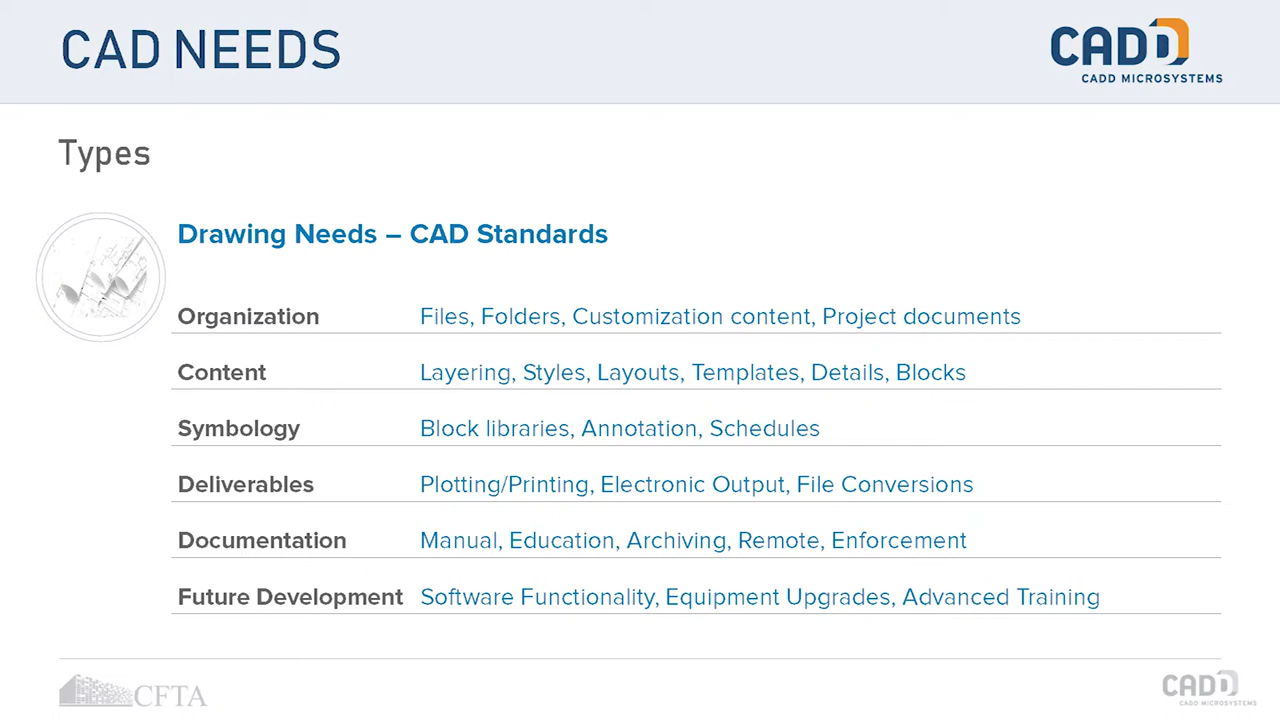 CAD NEEDS
CADD
CADD MICROSYSTEMS
Types
Drawing Needs – CAD Standards
Organization Files, Folders, Customization content, Project documents
Content Layering, Styles, Layouts, Templates, Details, Blocks
Symbology Block libraries, Annotation, Schedules
Deliverables Plotting/Printing, Electronic Output, File Conversions
Documentation Manual, Education, Archiving, Remote, Enforcement
Future Development Software Functionality, Equipment Upgrades, Advanced Training
CFTA
CADD
CADD MICROSYSTEMS